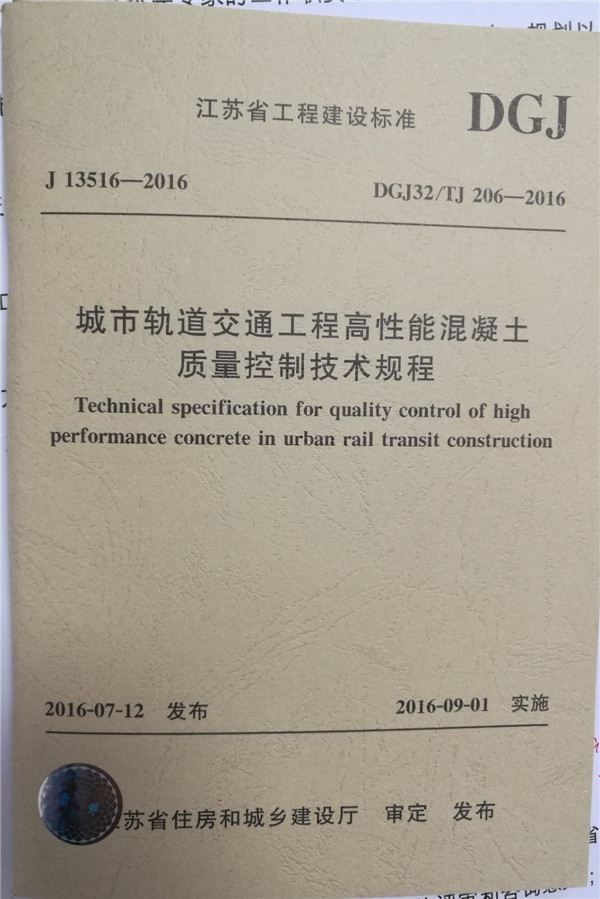 江苏省工程建设标准 DGJ
J 13516—2016 DGJ32/TJ 206—2016
城市轨道交通工程高性能混凝土
质量控制技术规程
Technical specification for quality control of high
performance concrete in urban rail transit construction
2016-07-12 发布 2016-09-01 实施
江苏省住房和城乡建设厅 审定 发布